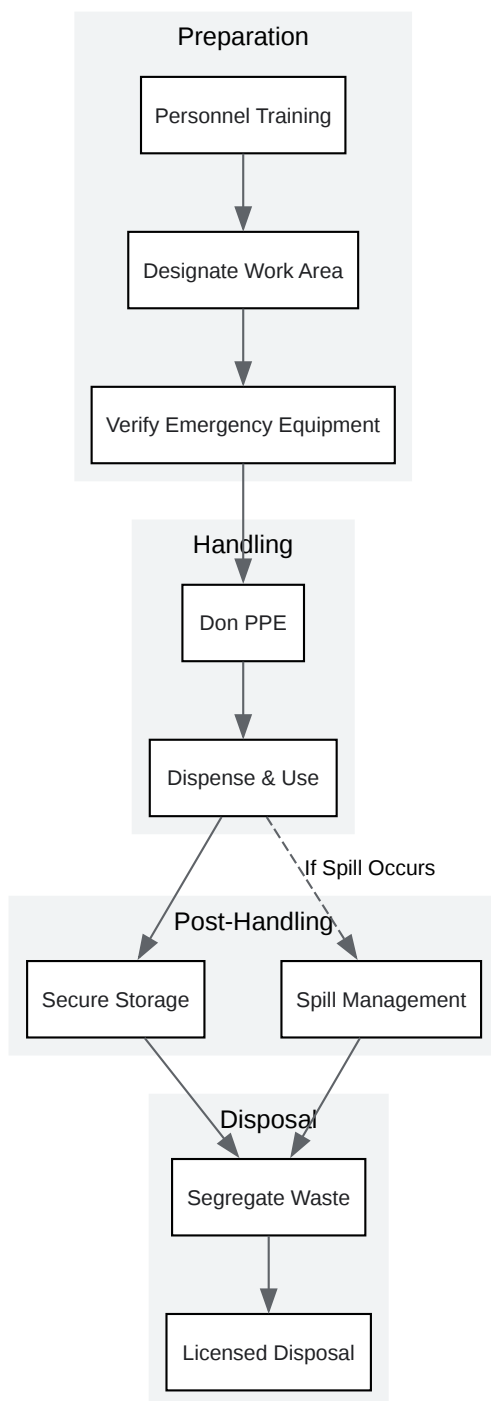 Preparation
Personnel Training
Designate Work Area
Verify Emergency Equipment
Handling
Don PPE
Dispense & Use
If Spill Occurs
Post-Handling
Secure Storage
Spill Management
Disposal
Segregate Waste
Licensed Disposal